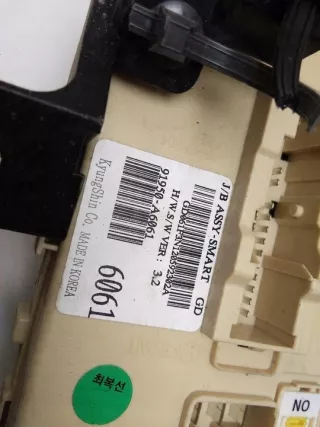 J/B ASSY-SMART GD
91950-A6061
H/W,S/W VER : 3.2
6061
KyungShin Co. MADE IN KOREA
최복선
NO